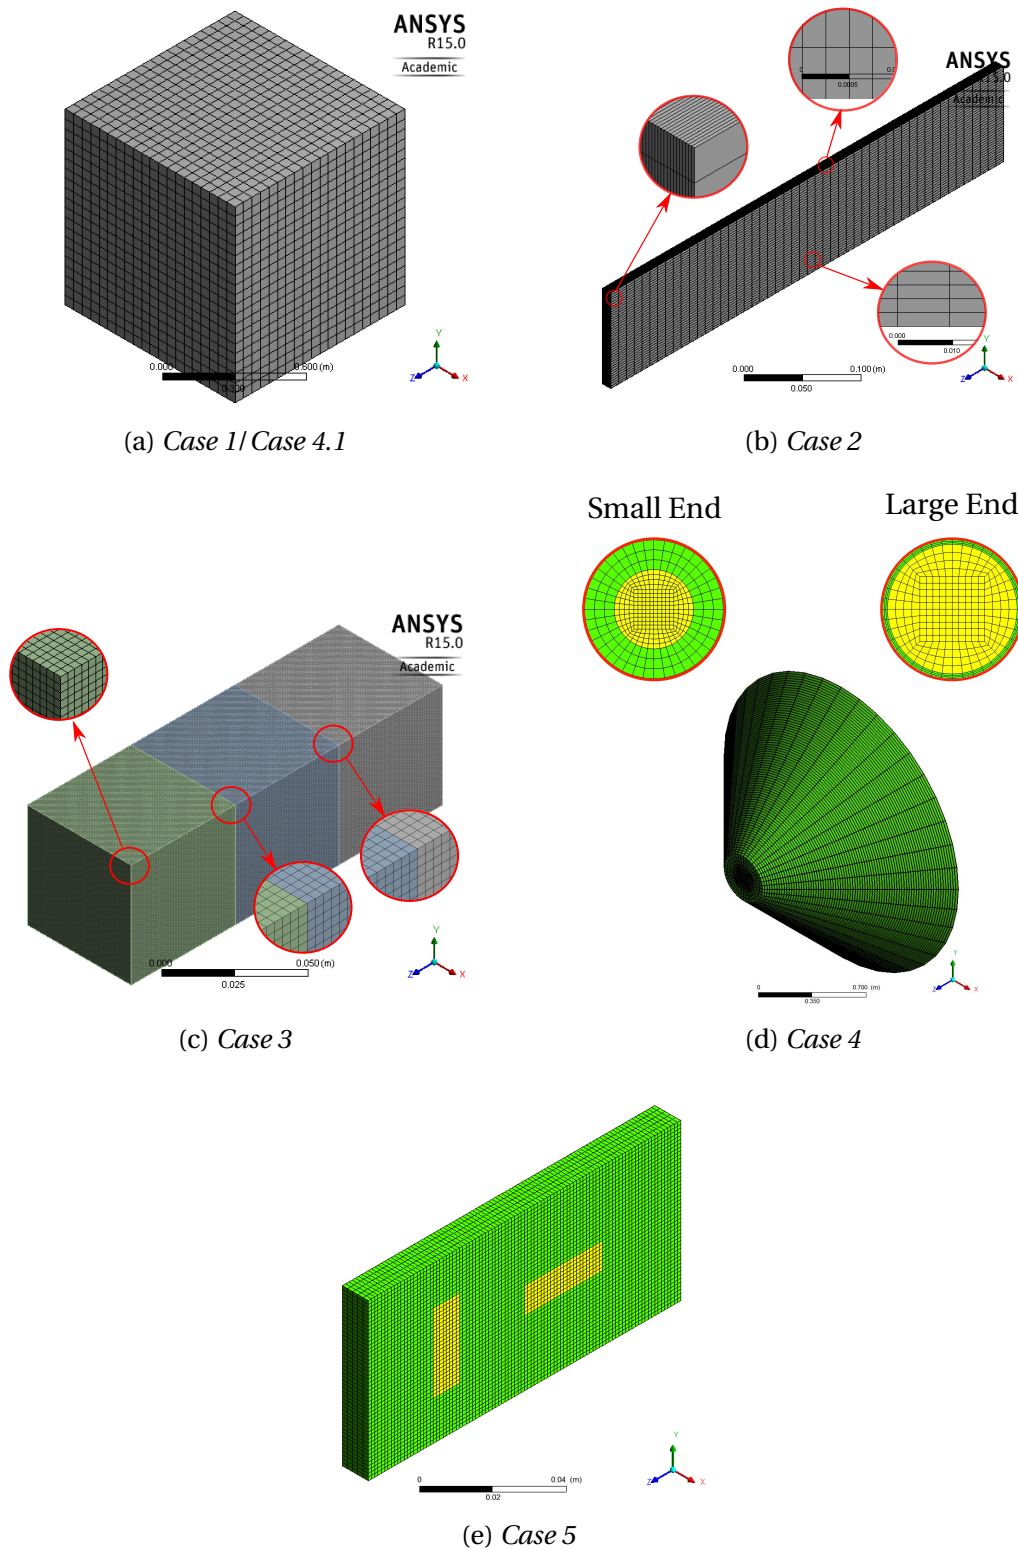 ANSYS
R15.0
Academic
0.000
0.600 (m)
0.300
Y
Z
X
(a) Case 1/Case 4.1
0
0.0005
ANSYS
Academic
0.000
0.010
0.000
0.100 (m)
0.050
Y
Z
X
(b) Case 2
ANSYS
R15.0
Academic
0.000
0.050 (m)
0.025
Y
Z
X
(c) Case 3
Small End
Large End
0
0.700 (m)
0.350
Y
Z
X
(d) Case 4
0
0.04 (m)
0.02
Y
Z
X
(e) Case 5